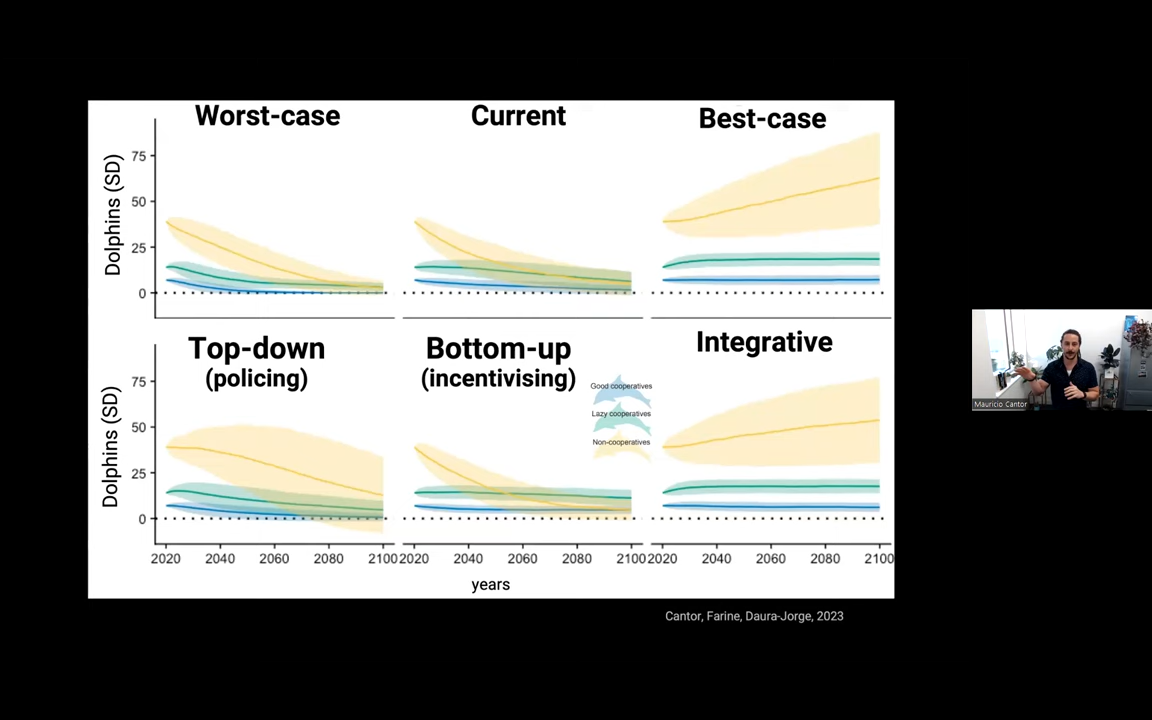 Worst-case
Current
Best-case
Dolphins (SD)
75
50
25
0
Top-down
(policing)
Bottom-up
(incentivising)
Integrative
Good cooperatives
Lazy cooperatives
Non-cooperatives
Dolphins (SD)
75
50
25
0
2020 2040 2060 2080 2100
2020 2040 2060 2080 2100
2020 2040 2060 2080 2100
years
Cantor, Farine, Daura-Jorge, 2023
Mauricio Cantor